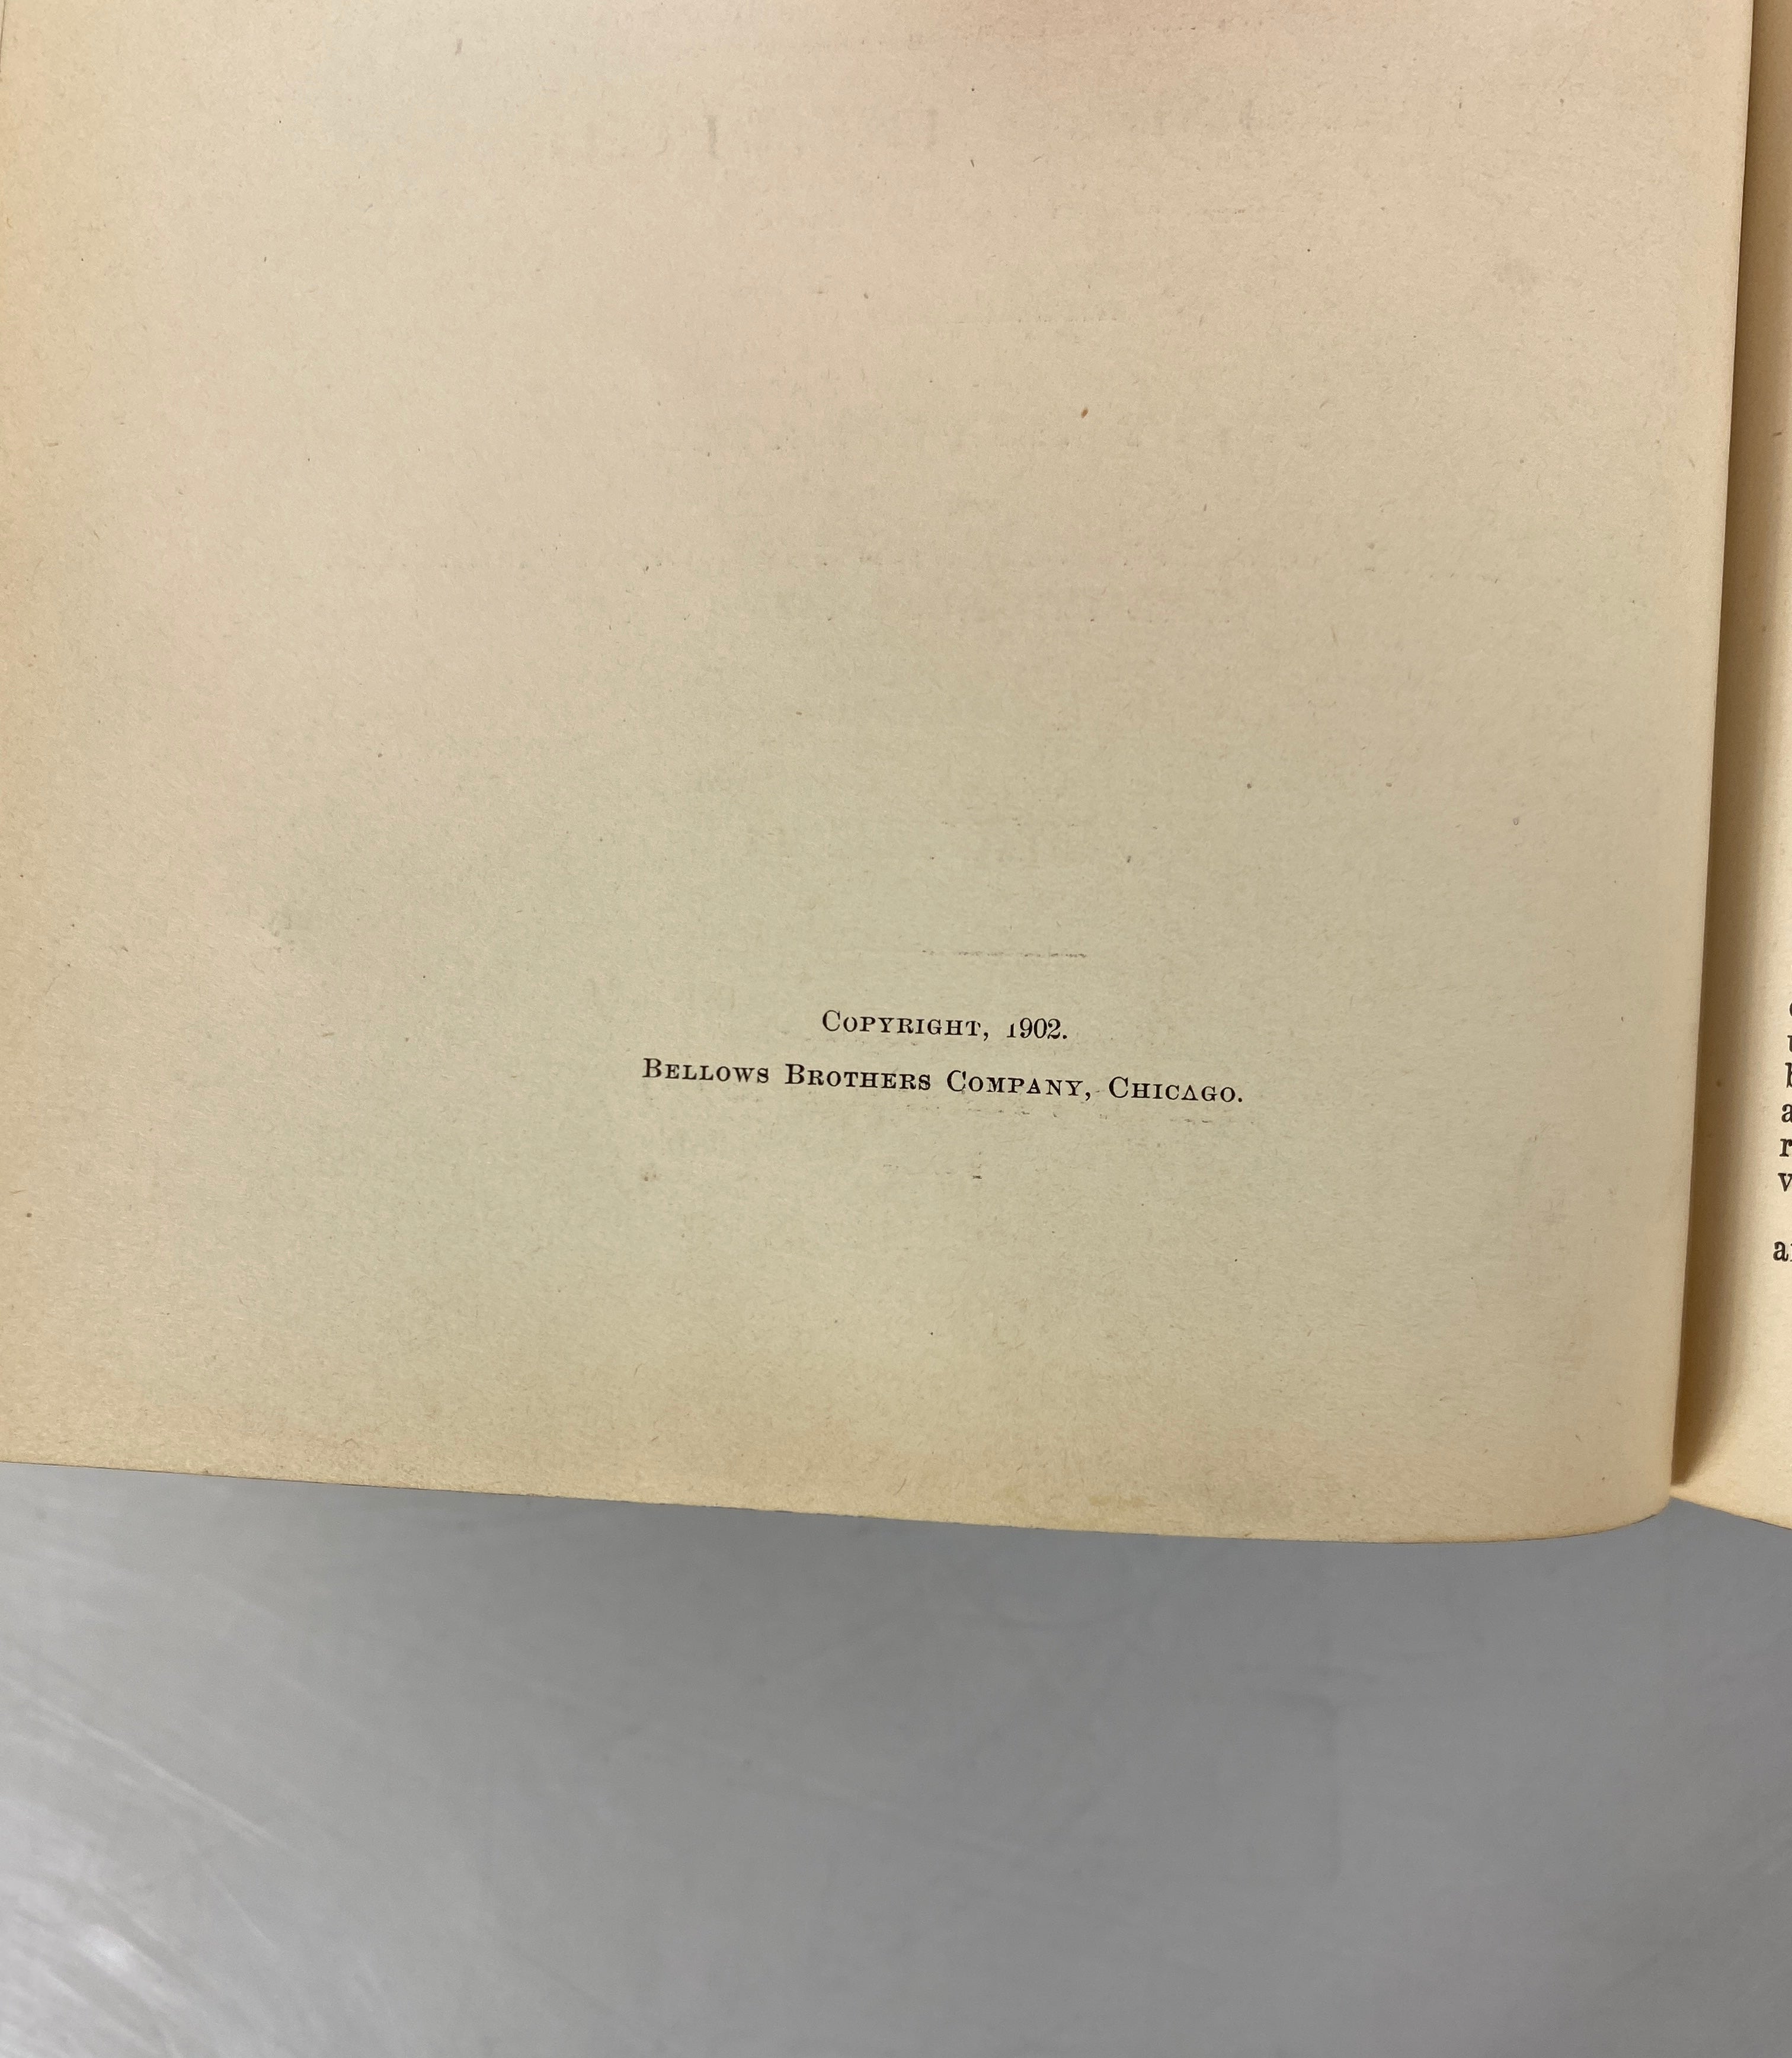 Copyright, 1902.
Bellows Brothers Company, Chicago.